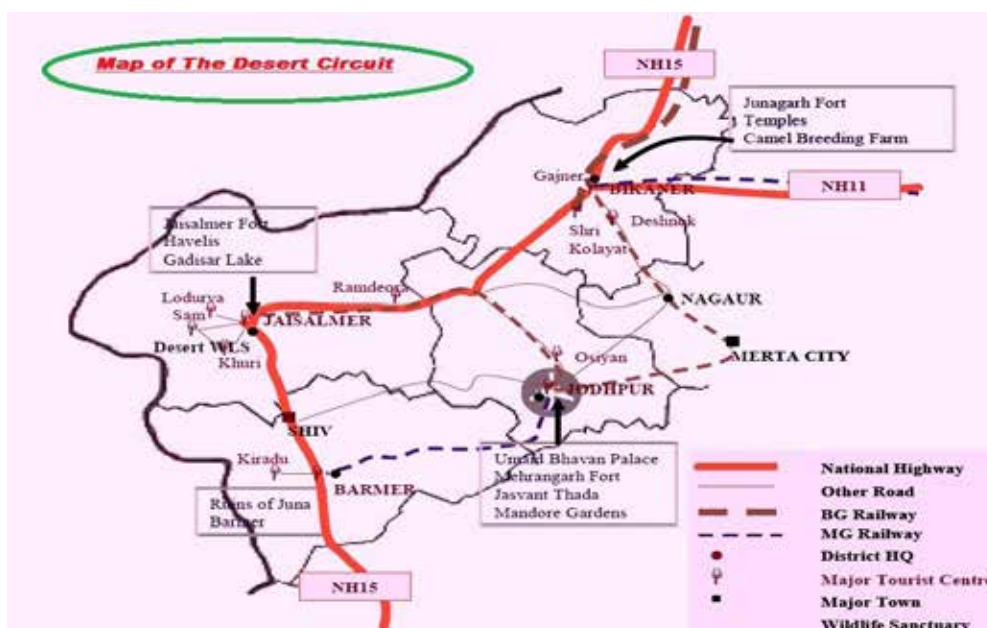 Map of The Desert Circuit
NH15
Junagarh Fort
Temples
Camel Breeding Farm
Gajner
BIKANER
NH11
Shri
Kolayat
Deshnok
Jaisalmer Fort
Havelis
Gadisar Lake
Ramdeora
NAGAUR
Lodurva
Sam
JAISALMER
Desert WLS
Khuri
MERTA CITY
Osiyan
JODHPUR
SHIV
Kiradu
BARMER
Ruins of Juna
Barmer
Umaid Bhavan Palace
Mehrangarh Fort
Jasvant Thada
Mandore Gardens
NH15
National Highway
Other Road
BG Railway
MG Railway
District HQ
Major Tourist Centre
Major Town
Wildlife Sanctuary